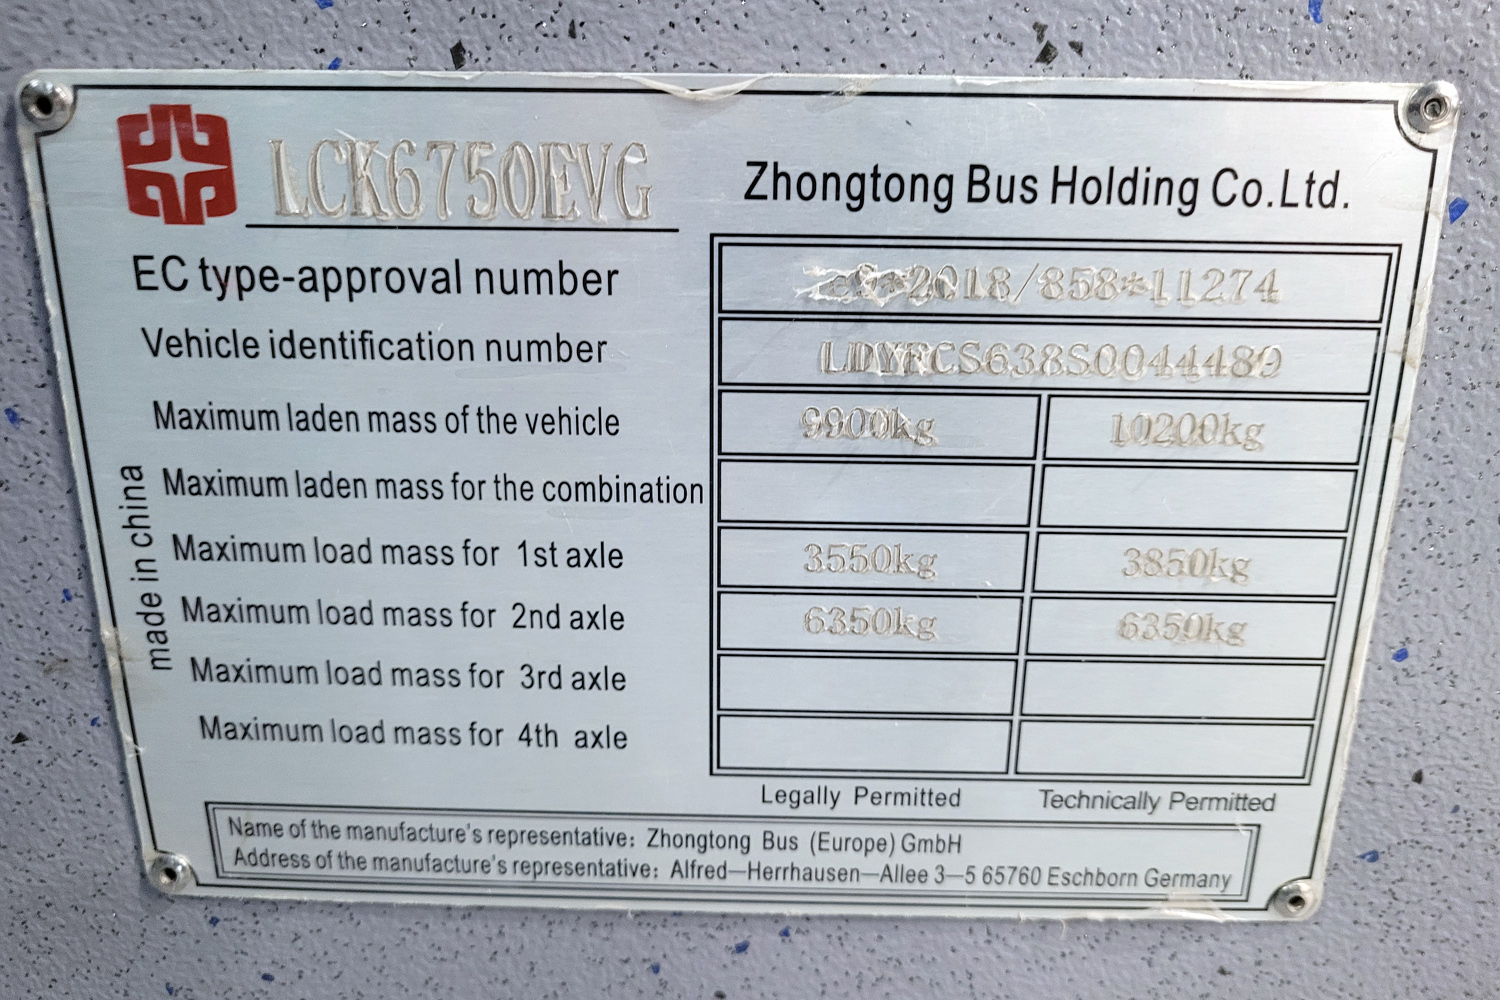 LCK6750EVG
Zhongtong Bus Holding Co.Ltd.
EC type-approval number
Vehicle identification number
Maximum laden mass of the vehicle 9900kg 10200kg
Maximum laden mass for the combination
Maximum load mass for 1st axle 3550kg 3850kg
Maximum load mass for 2nd axle 6350kg 6350kg
Maximum load mass for 3rd axle
Maximum load mass for 4th axle
made in china
Legally Permitted Technically Permitted
Name of the manufacture's representative: Zhongtong Bus (Europe) GmbH
Address of the manufacture's representative: Alfred—Herrhausen—Allee 3—5 65760 Eschborn Germany